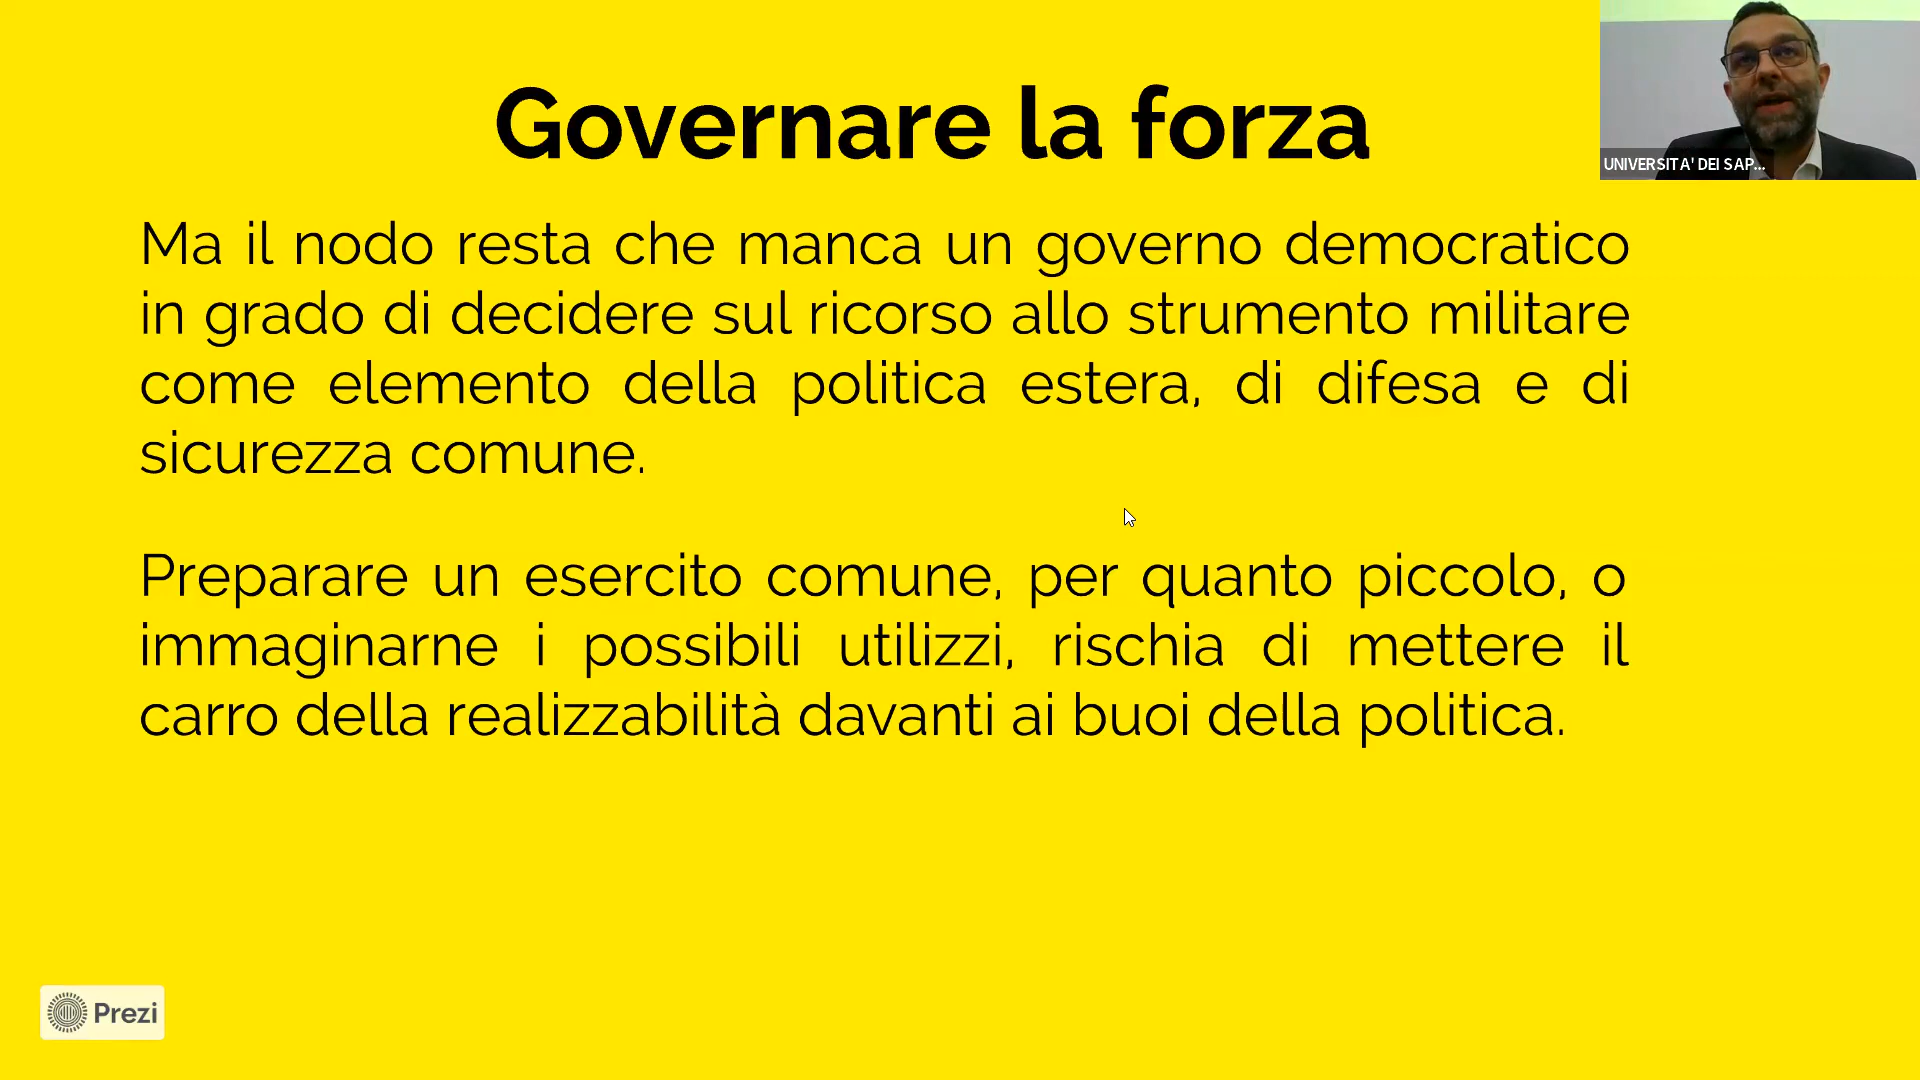 Governare la forza
UNIVERSITA' DEI SAP...
Ma il nodo resta che manca un governo democratico
in grado di decidere sul ricorso allo strumento militare
come elemento della politica estera, di difesa e di
sicurezza comune.
Preparare un esercito comune, per quanto piccolo, o
immaginarne i possibili utilizzi, rischia di mettere il
carro della realizzabilità davanti ai buoi della politica.
Prezi